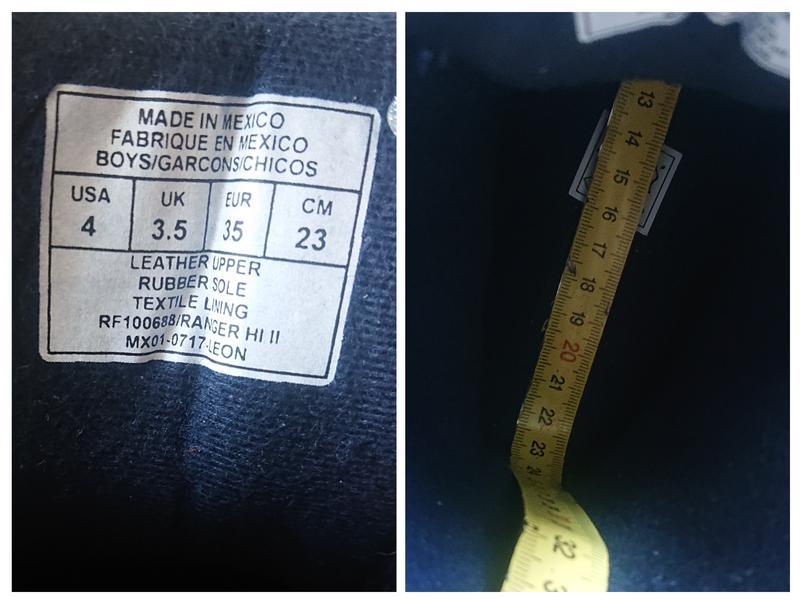 MADE IN MEXICO
FABRIQUE EN MEXICO
BOYS/GARCONS/CHICOS
USA UK EUR CM
4 3.5 35 23
LEATHER UPPER
RUBBER SOLE
TEXTILE LINING
RF100688/RANGER HI II
MX01-0717-LEON
13
14
15
16
17
18
19
20
21
22
23
24
32